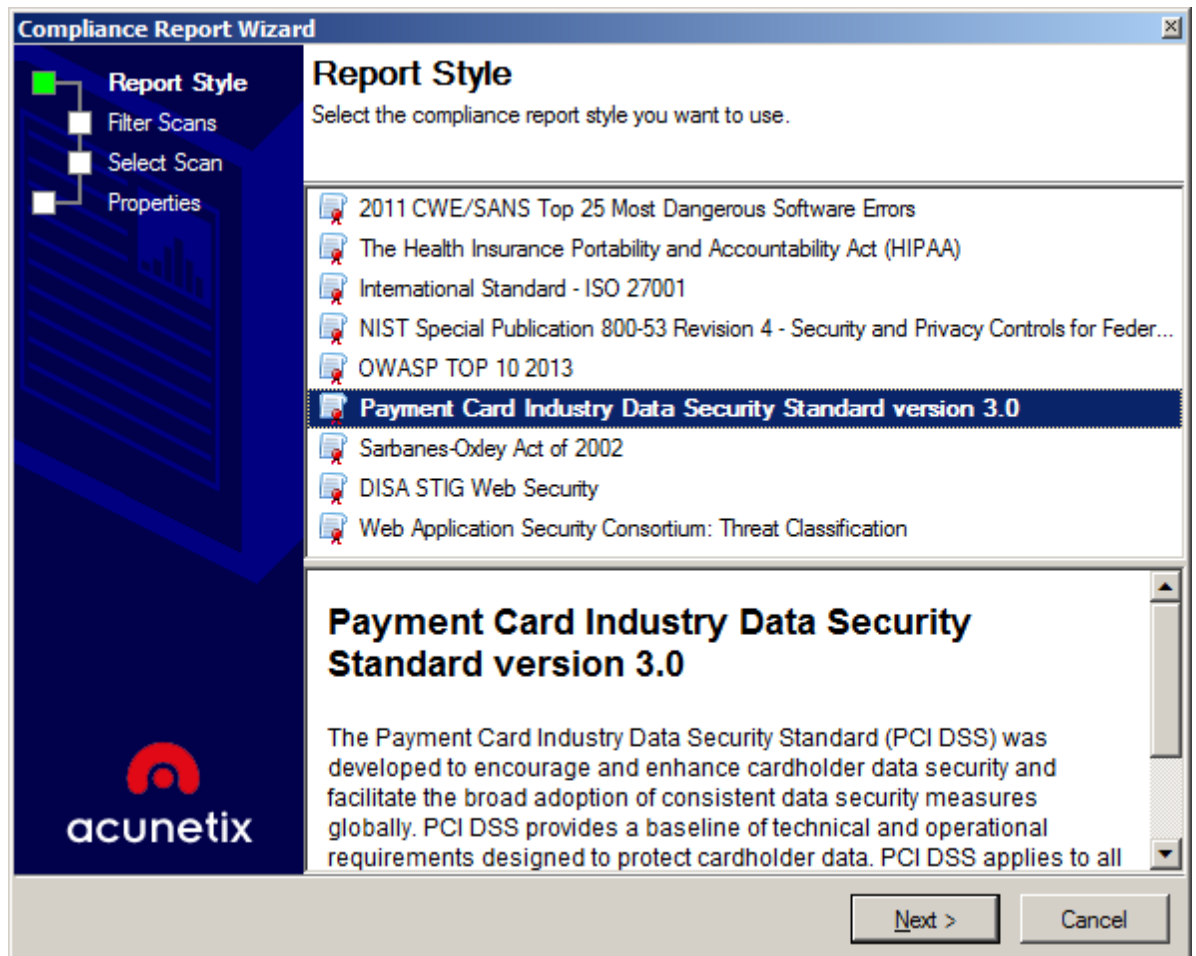 Compliance Report Wizard
Report Style
Filter Scans
Select Scan
Properties
acunetix
Report Style
Select the compliance report style you want to use.
2011 CWE/SANS Top 25 Most Dangerous Software Errors
The Health Insurance Portability and Accountability Act (HIPAA)
International Standard - ISO 27001
NIST Special Publication 800-53 Revision 4 - Security and Privacy Controls for Feder...
OWASP TOP 10 2013
Payment Card Industry Data Security Standard version 3.0
Sarbanes-Oxley Act of 2002
DISA STIG Web Security
Web Application Security Consortium: Threat Classification
Payment Card Industry Data Security
Standard version 3.0
The Payment Card Industry Data Security Standard (PCI DSS) was
developed to encourage and enhance cardholder data security and
facilitate the broad adoption of consistent data security measures
globally. PCI DSS provides a baseline of technical and operational
requirements designed to protect cardholder data. PCI DSS applies to all
Next >
Cancel